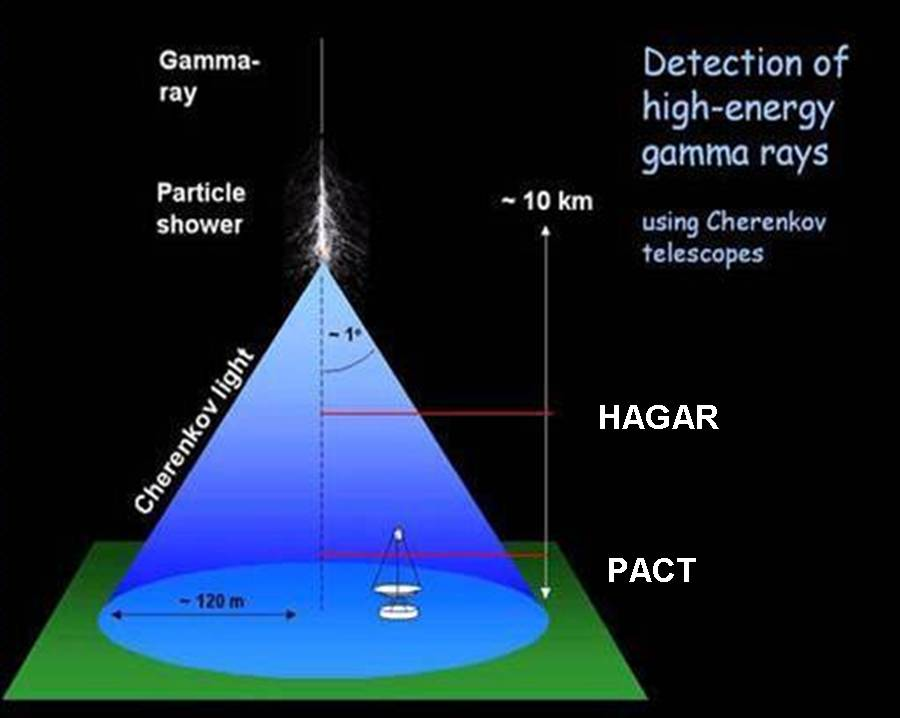 Gamma-
ray
Detection of
high-energy
gamma rays
Particle
shower
~ 10 km
using Cherenkov
telescopes
~ 1°
Cherenkov light
HAGAR
PACT
~ 120 m